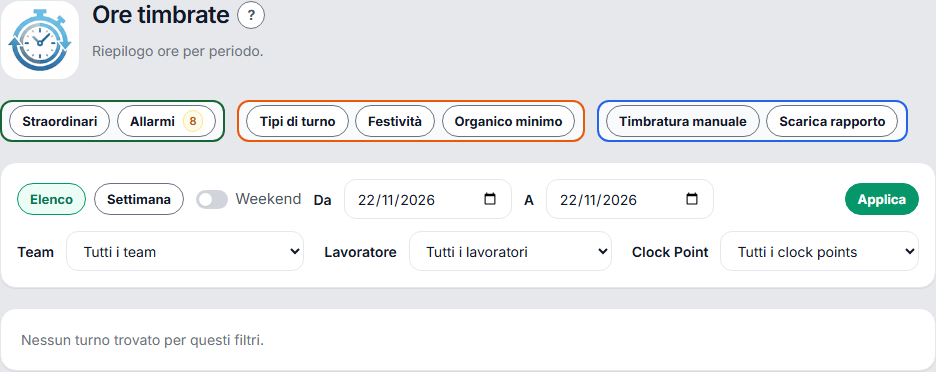 Ore timbrate ?
Riepilogo ore per periodo.
Straordinari Allarmi 8 Tipi di turno Festività Organico minimo Timbratura manuale Scarica rapporto
Elenco Settimana Weekend Da 22/11/2026 A 22/11/2026 Applica
Team Tutti i team Lavoratore Tutti i lavoratori Clock Point Tutti i clock points
Nessun turno trovato per questi filtri.